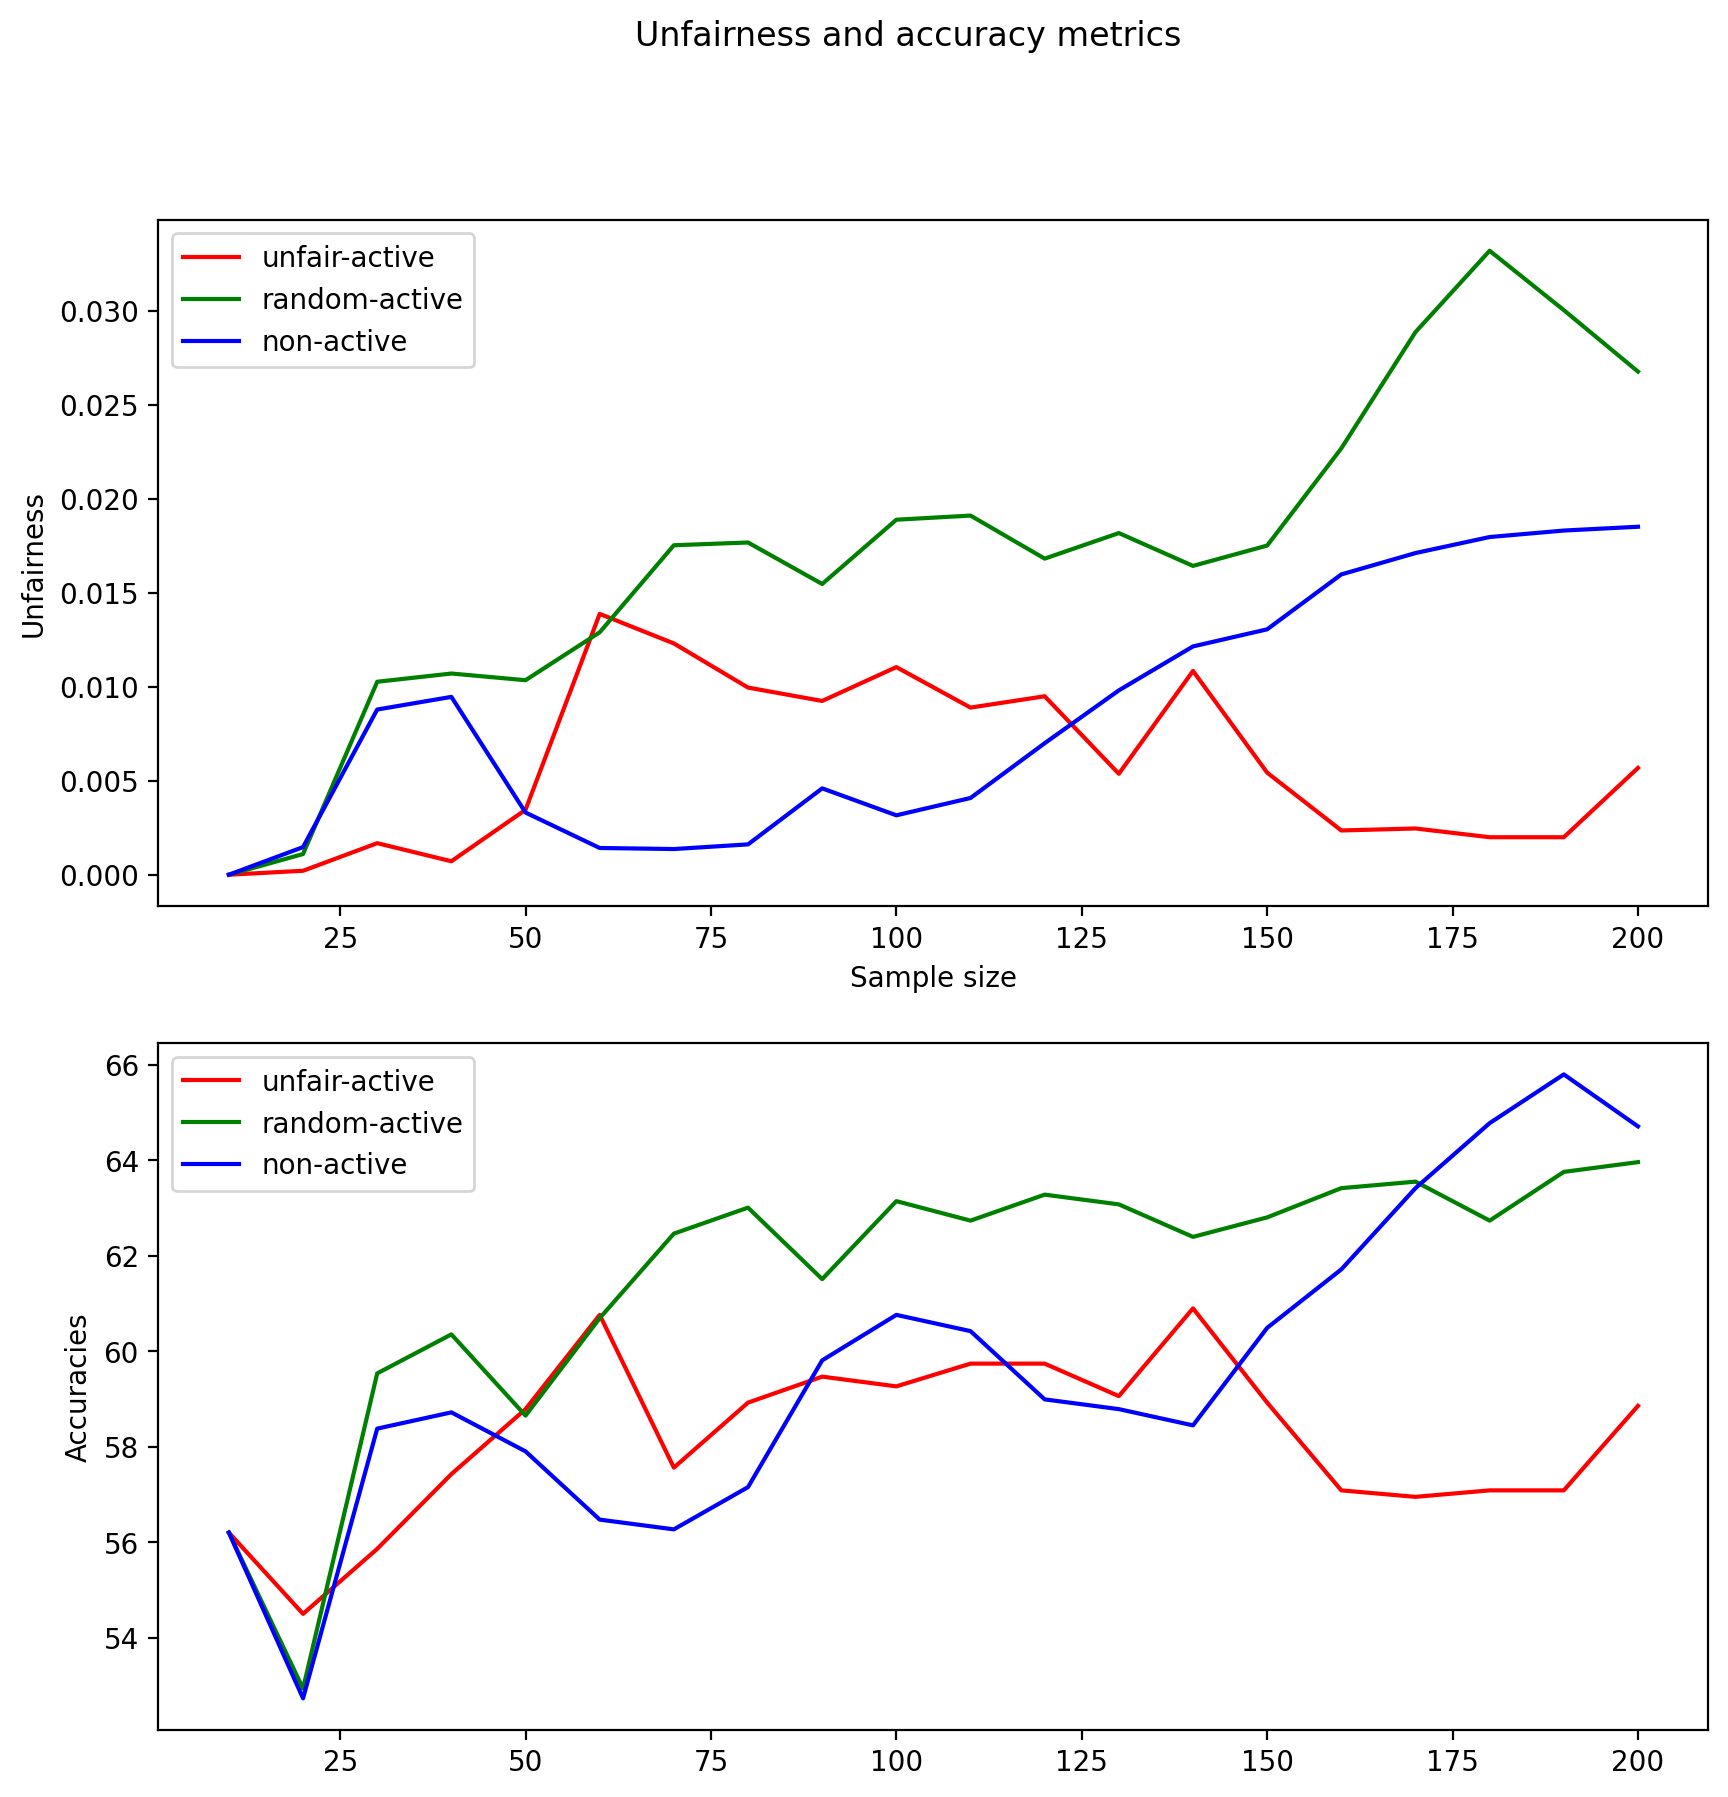 Unfairness and accuracy metrics
unfair-active
random-active
non-active
0.030
0.025
0.020
0.015
0.010
0.005
0.000
Unfairness
25 50 75 100 125 150 175 200
Sample size
unfair-active
random-active
non-active
66
64
62
60
58
56
54
Accuracies
25 50 75 100 125 150 175 200